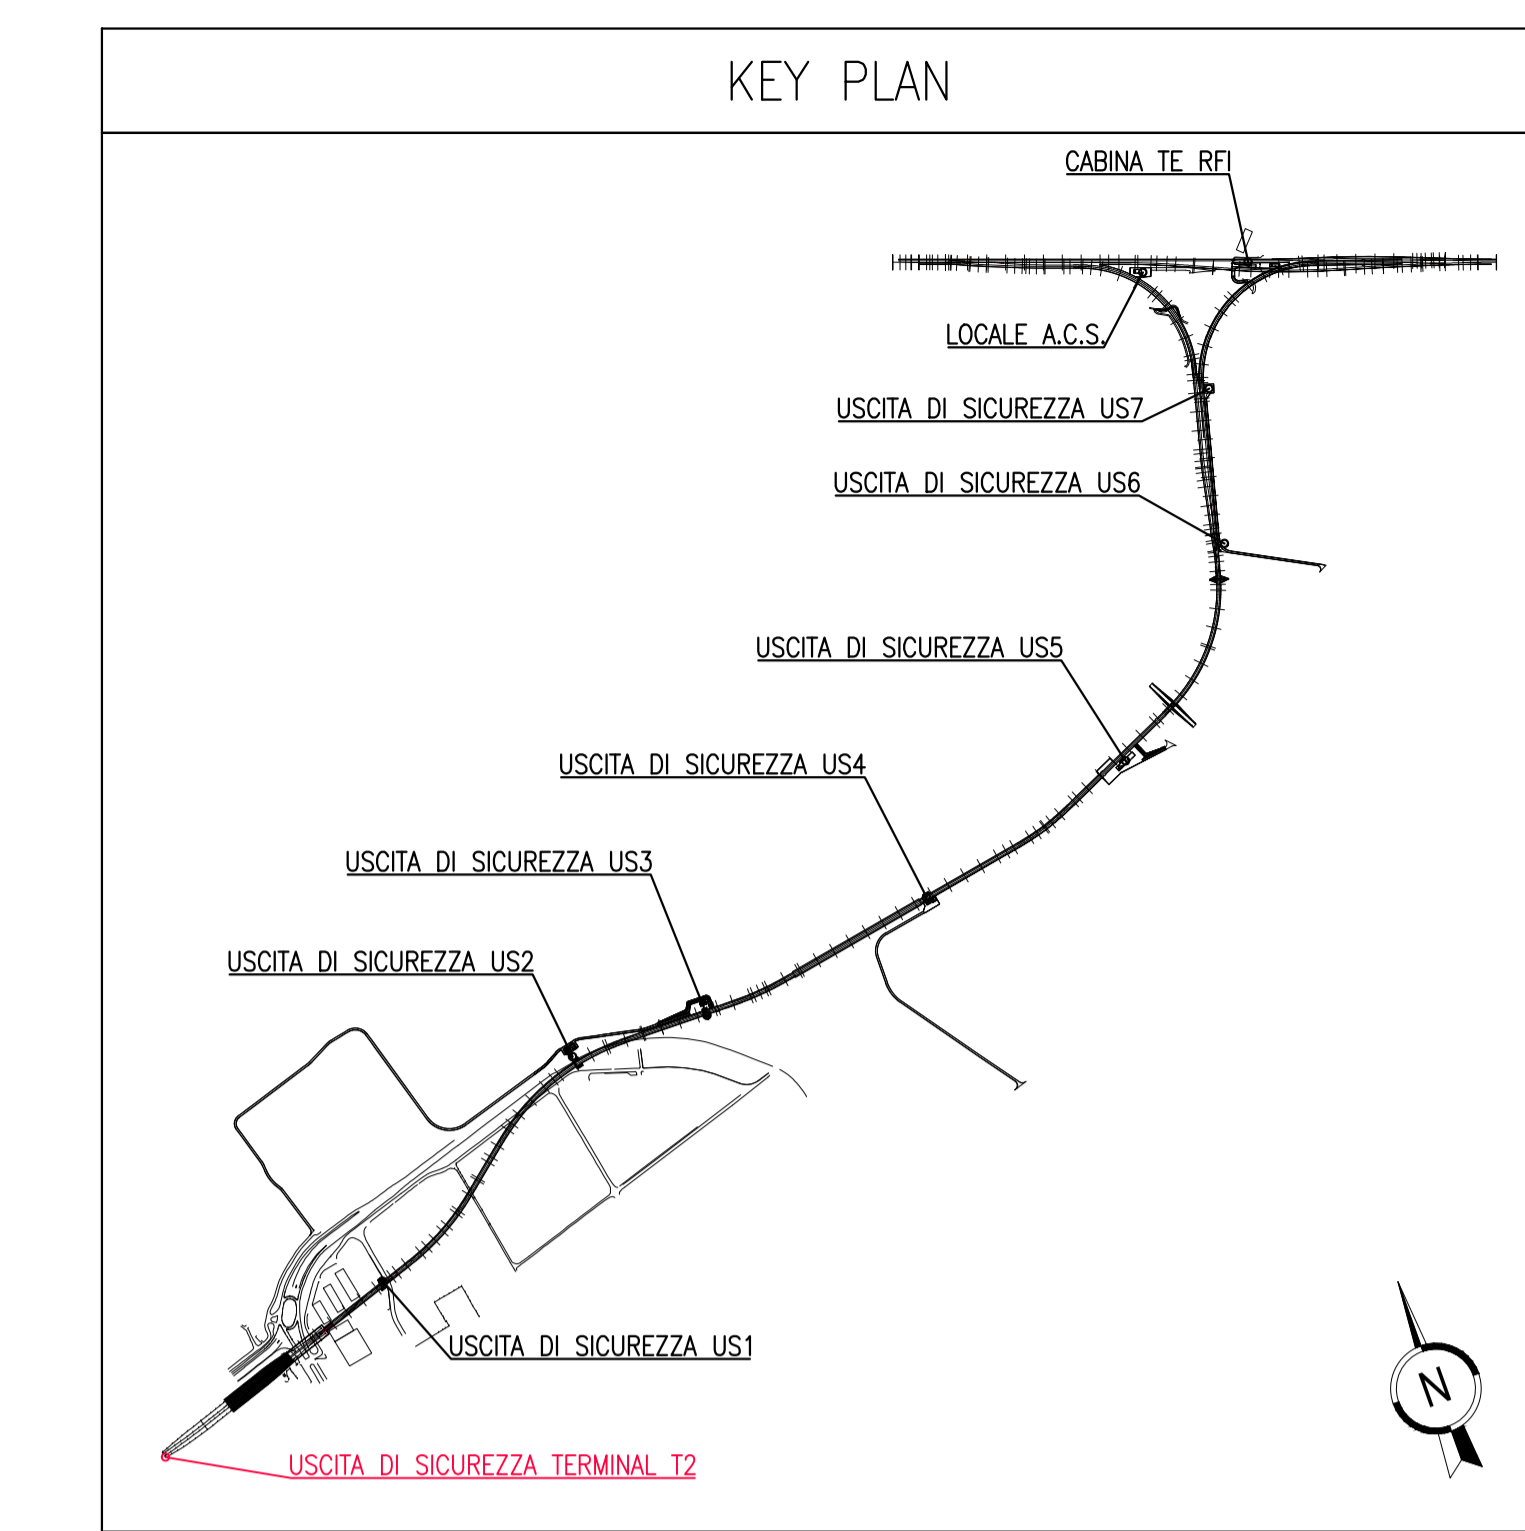 KEY PLAN
CABINA TE RFI
LOCALE A.C.S.
USCITA DI SICUREZZA US7
USCITA DI SICUREZZA US6
USCITA DI SICUREZZA US5
USCITA DI SICUREZZA US4
USCITA DI SICUREZZA US3
USCITA DI SICUREZZA US2
USCITA DI SICUREZZA US1
N
USCITA DI SICUREZZA TERMINAL T2